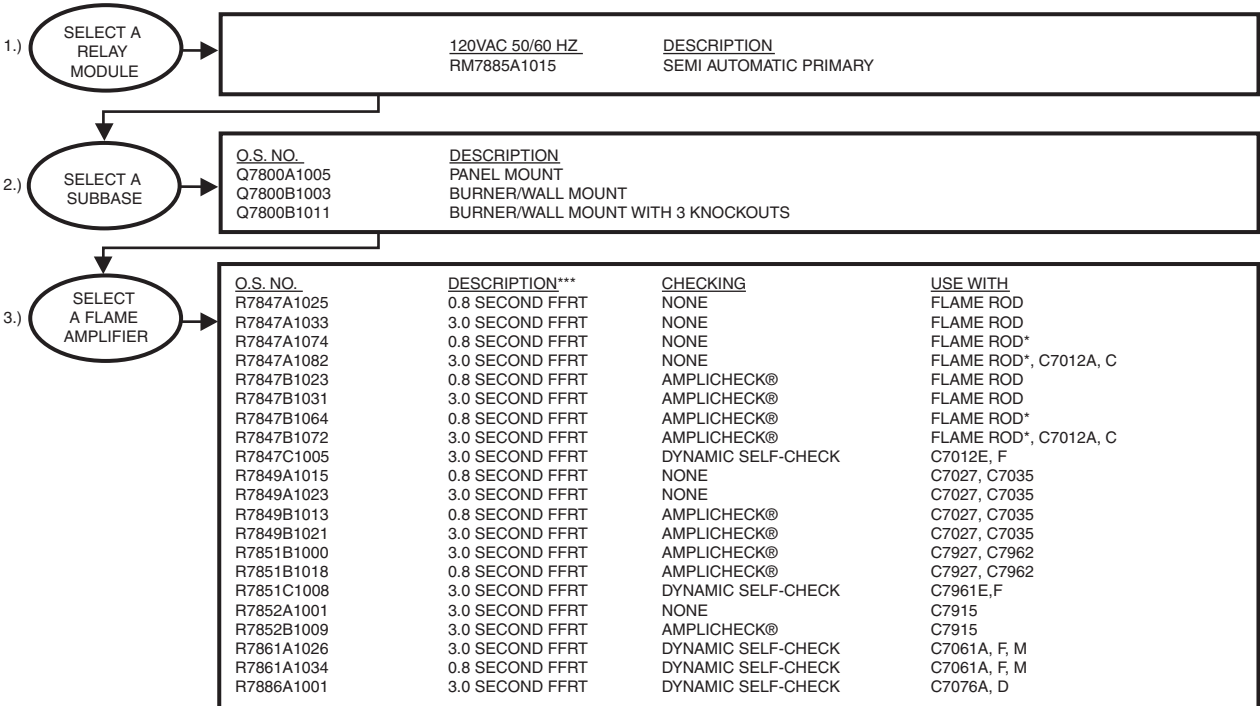 1.) SELECT A
RELAY
MODULE
120VAC 50/60 HZ DESCRIPTION
RM7885A1015 SEMI AUTOMATIC PRIMARY
2.) SELECT A
SUBBASE
O.S. NO. DESCRIPTION
Q7800A1005 PANEL MOUNT
Q7800B1003 BURNER/WALL MOUNT
Q7800B1011 BURNER/WALL MOUNT WITH 3 KNOCKOUTS
3.) SELECT
A FLAME
AMPLIFIER
O.S. NO. DESCRIPTION*** CHECKING USE WITH
R7847A1025 0.8 SECOND FFRT NONE FLAME ROD
R7847A1033 3.0 SECOND FFRT NONE FLAME ROD
R7847A1074 0.8 SECOND FFRT NONE FLAME ROD*
R7847A1082 3.0 SECOND FFRT NONE FLAME ROD*, C7012A, C
R7847B1023 0.8 SECOND FFRT AMPLICHECK® FLAME ROD
R7847B1031 3.0 SECOND FFRT AMPLICHECK® FLAME ROD
R7847B1064 0.8 SECOND FFRT AMPLICHECK® FLAME ROD*
R7847B1072 3.0 SECOND FFRT AMPLICHECK® FLAME ROD*, C7012A, C
R7847C1005 3.0 SECOND FFRT DYNAMIC SELF-CHECK C7012E, F
R7849A1015 0.8 SECOND FFRT NONE C7027, C7035
R7849A1023 3.0 SECOND FFRT NONE C7027, C7035
R7849B1013 0.8 SECOND FFRT AMPLICHECK® C7027, C7035
R7849B1021 3.0 SECOND FFRT AMPLICHECK® C7027, C7035
R7851B1000 3.0 SECOND FFRT AMPLICHECK® C7927, C7962
R7851B1018 0.8 SECOND FFRT AMPLICHECK® C7927, C7962
R7851C1008 3.0 SECOND FFRT DYNAMIC SELF-CHECK C7961E,F
R7852A1001 3.0 SECOND FFRT NONE C7915
R7852B1009 3.0 SECOND FFRT AMPLICHECK® C7915
R7861A1026 3.0 SECOND FFRT DYNAMIC SELF-CHECK C7061A, F, M
R7861A1034 0.8 SECOND FFRT DYNAMIC SELF-CHECK C7061A, F, M
R7886A1001 3.0 SECOND FFRT DYNAMIC SELF-CHECK C7076A, D